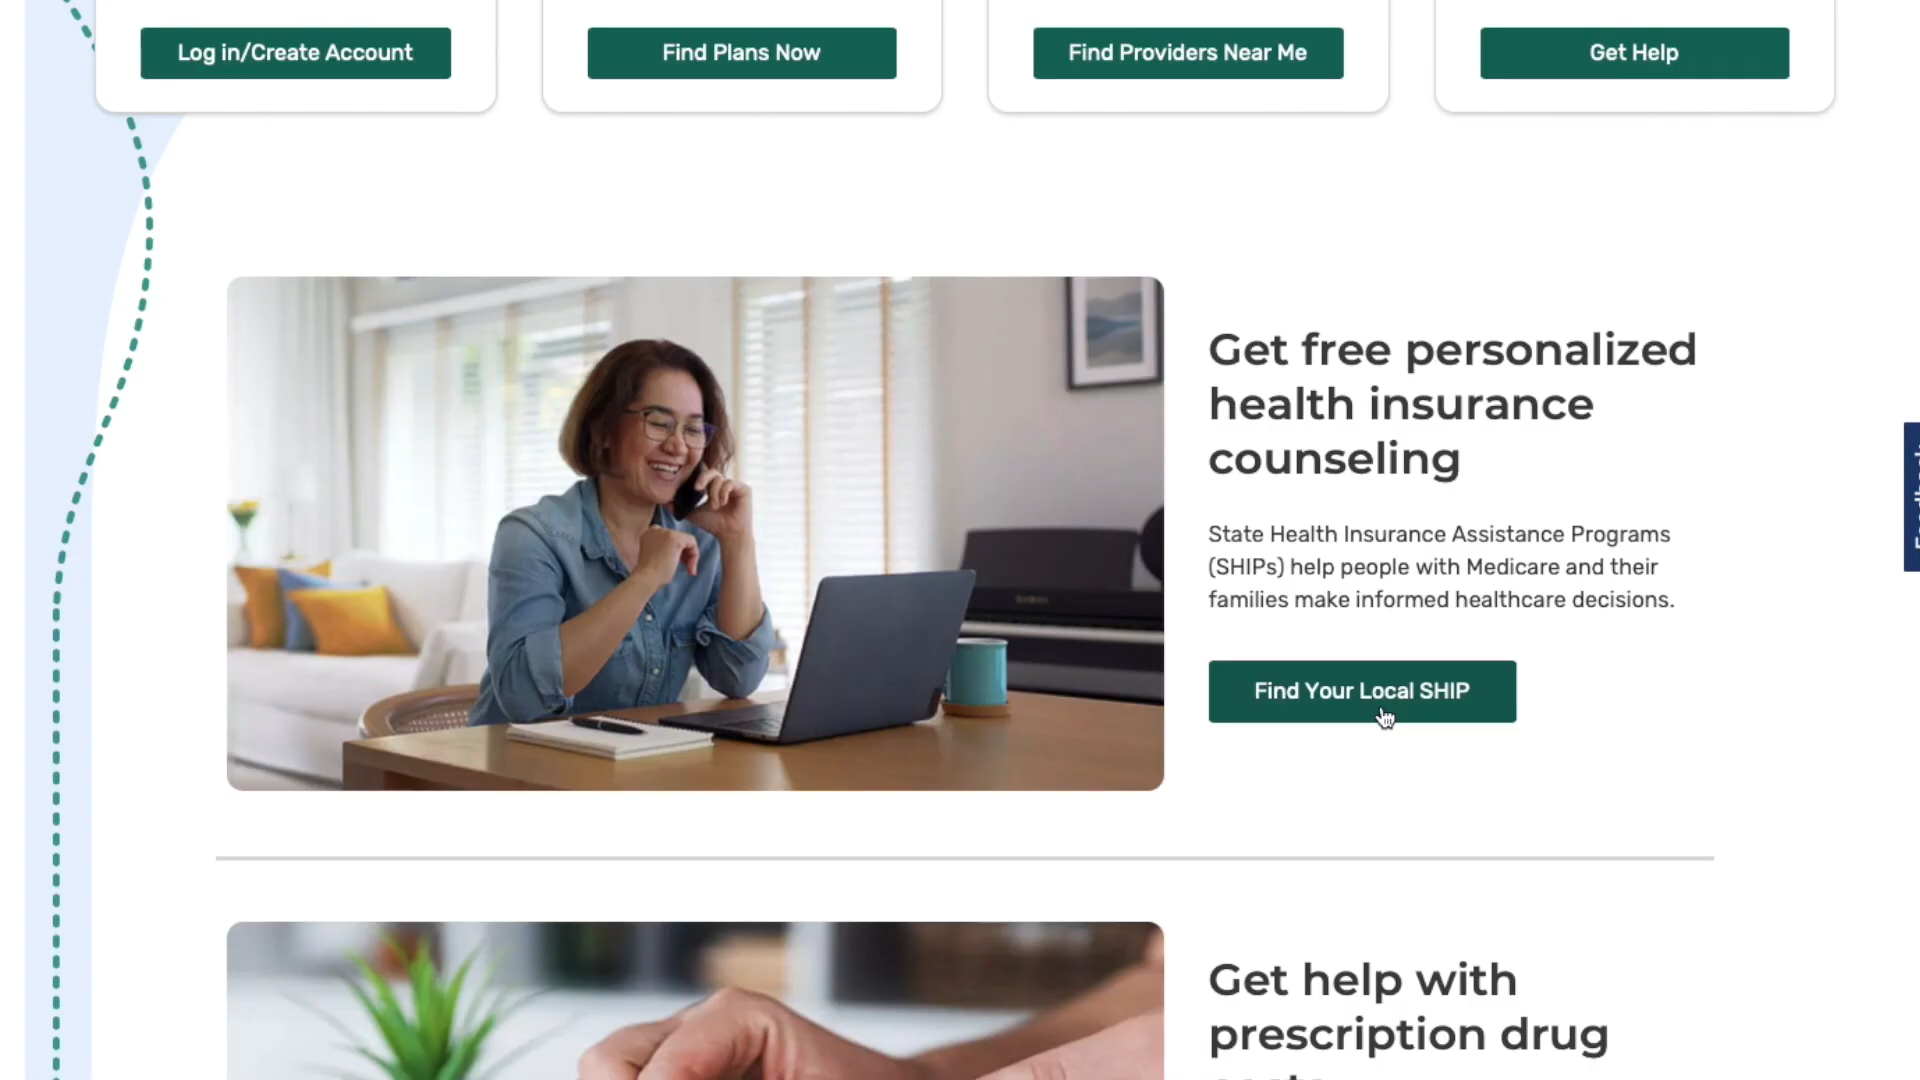 Log in/Create Account
Find Plans Now
Find Providers Near Me
Get Help
Get free personalized
health insurance
counseling
State Health Insurance Assistance Programs
(SHIPs) help people with Medicare and their
families make informed healthcare decisions.
Find Your Local SHIP
Get help with
prescription drug